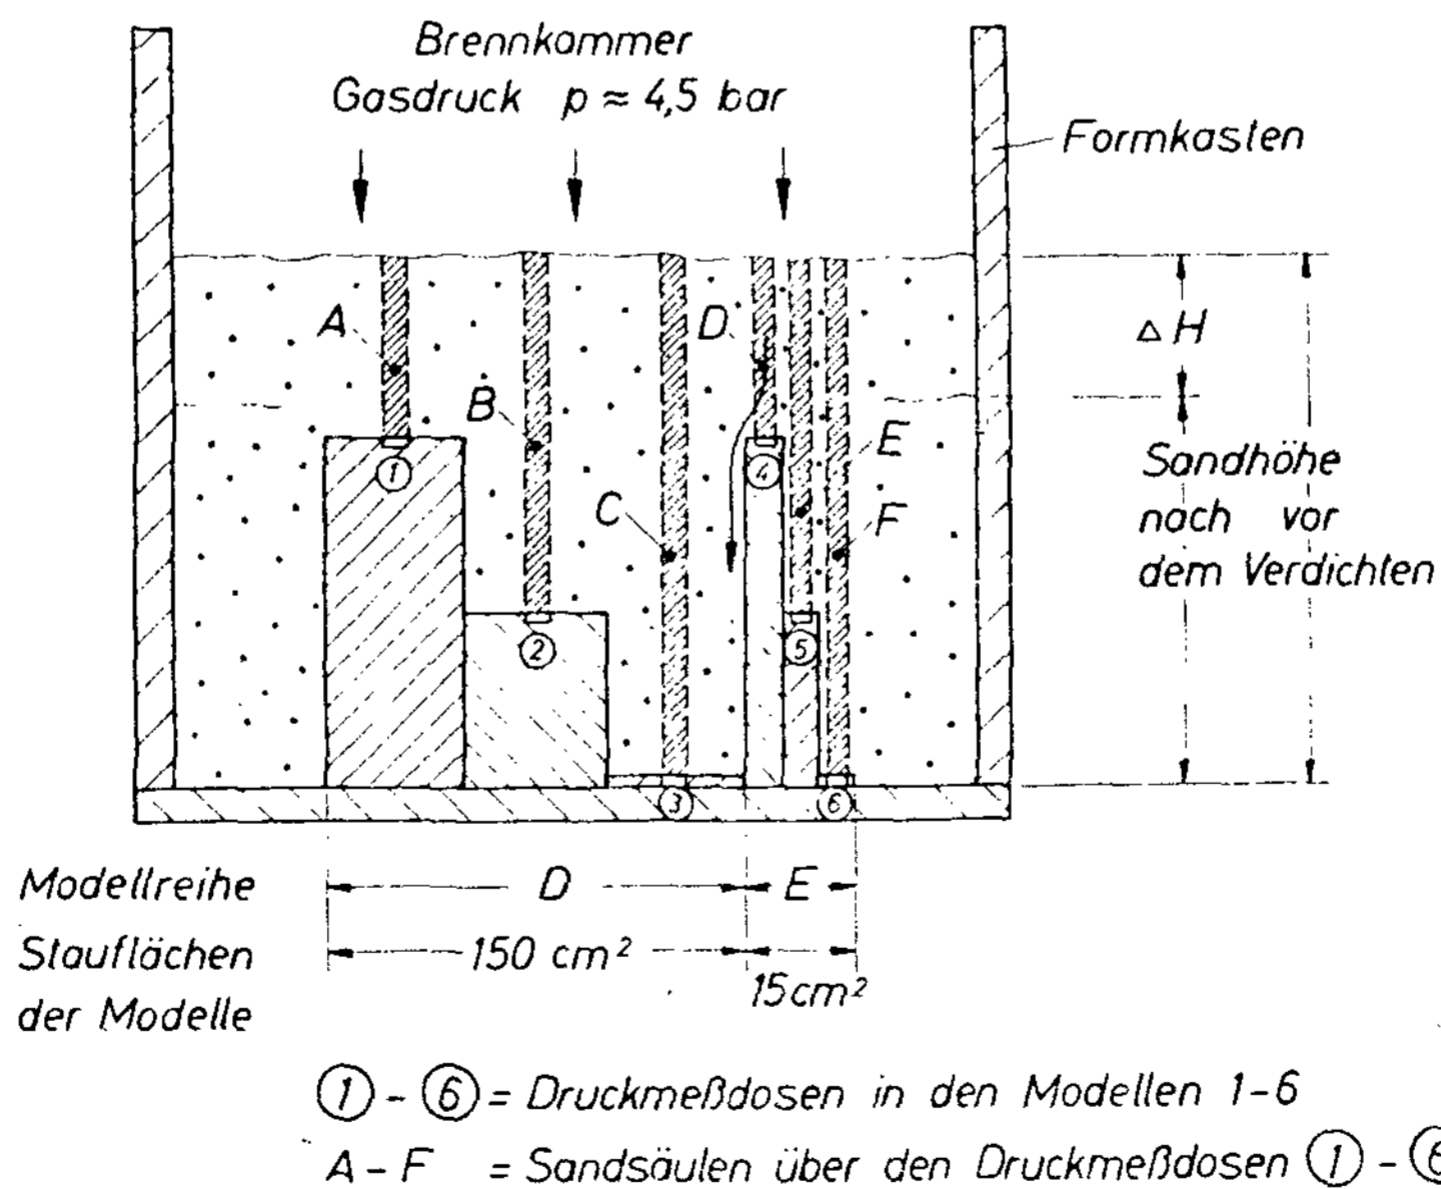 Brennkammer
Gasdruck p ≈ 4,5 bar
Formkasten
A
B
C
D
E
F
Δ H
Sandhöhe
nach vor
dem Verdichten
①
②
③
④
⑤
⑥
Modellreihe D E
Stauflächen 150 cm²
der Modelle 15cm²
① - ⑥ = Druckmeßdosen in den Modellen 1-6
A - F = Sandsäulen über den Druckmeßdosen ① - ⑥